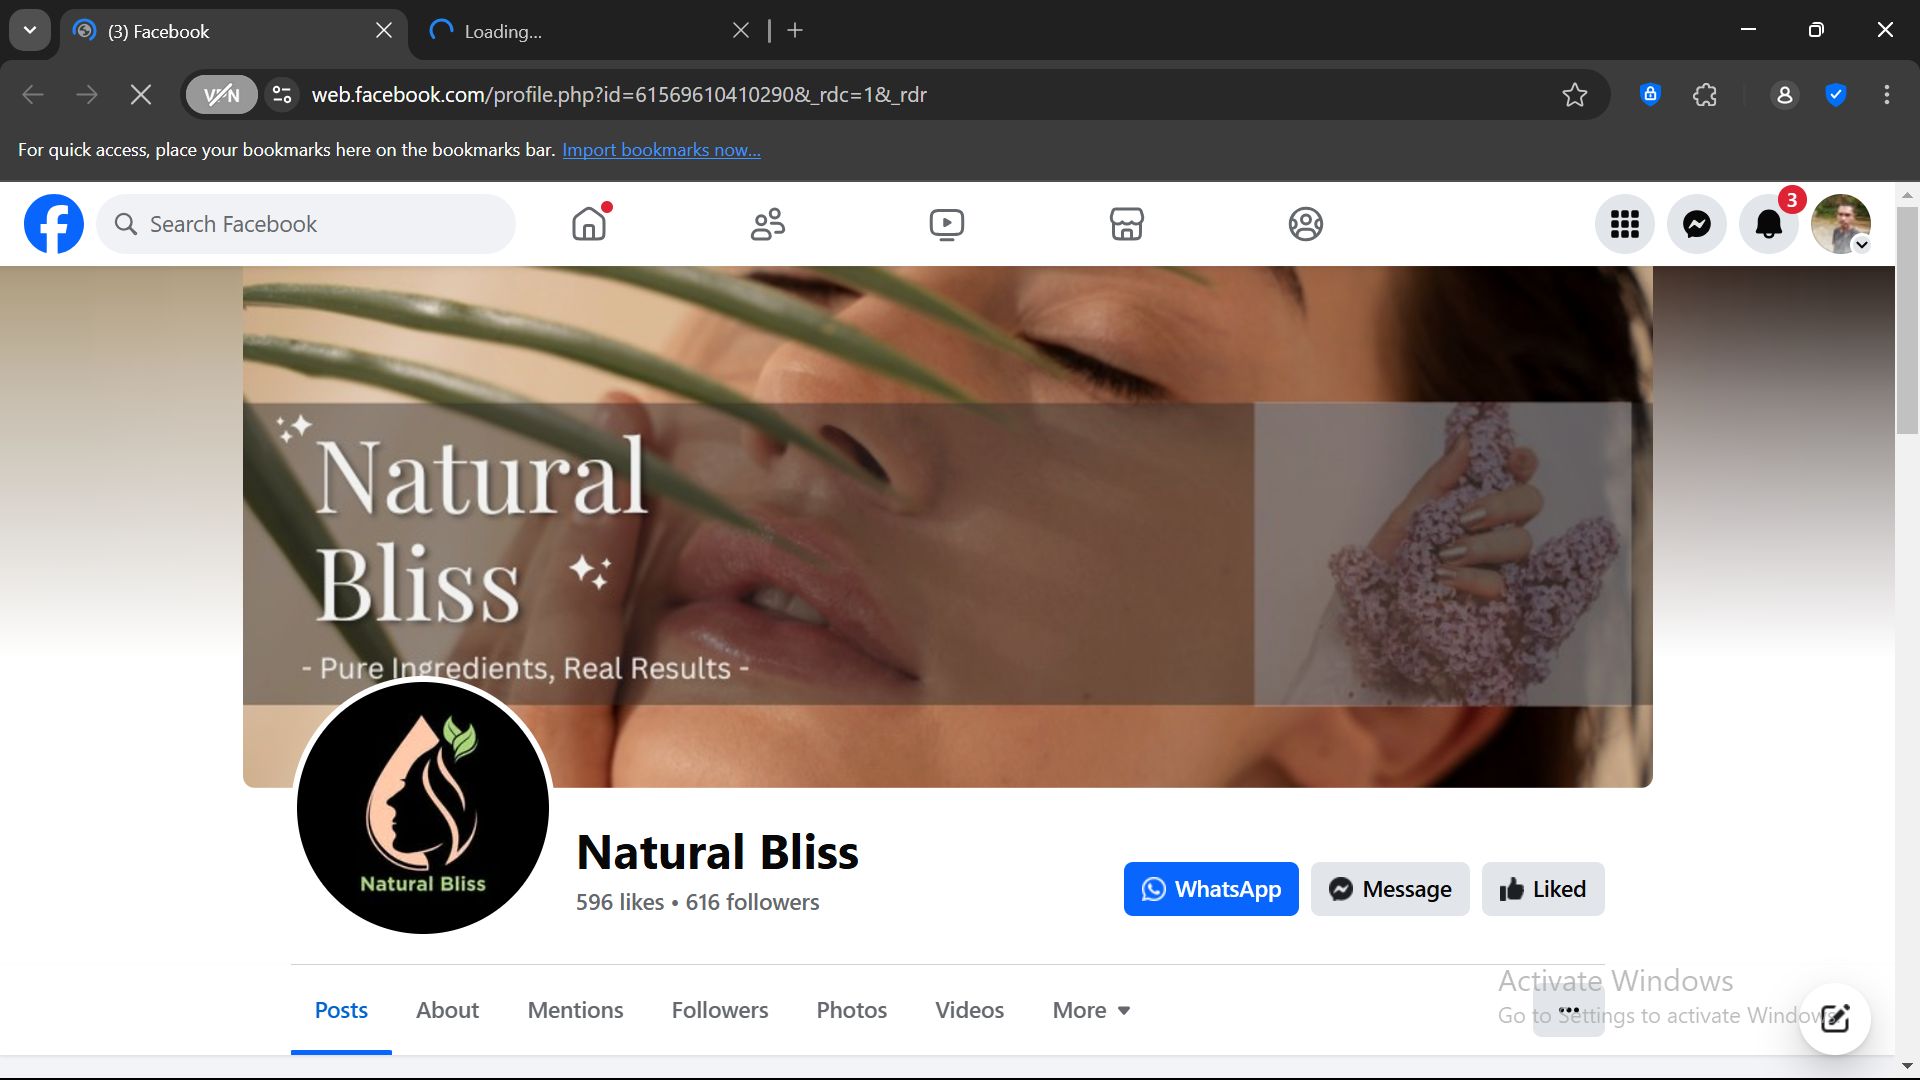 (3) Facebook
Loading...
VPN
web.facebook.com/profile.php?id=61569610410290&_rdc=1&_rdr
For quick access, place your bookmarks here on the bookmarks bar. Import bookmarks now...
Search Facebook
3
Natural
Bliss
- Pure Ingredients, Real Results -
Natural Bliss
Natural Bliss
596 likes • 616 followers
WhatsApp
Message
Liked
Posts
About
Mentions
Followers
Photos
Videos
More
Activate Windows
Go to Settings to activate Windows